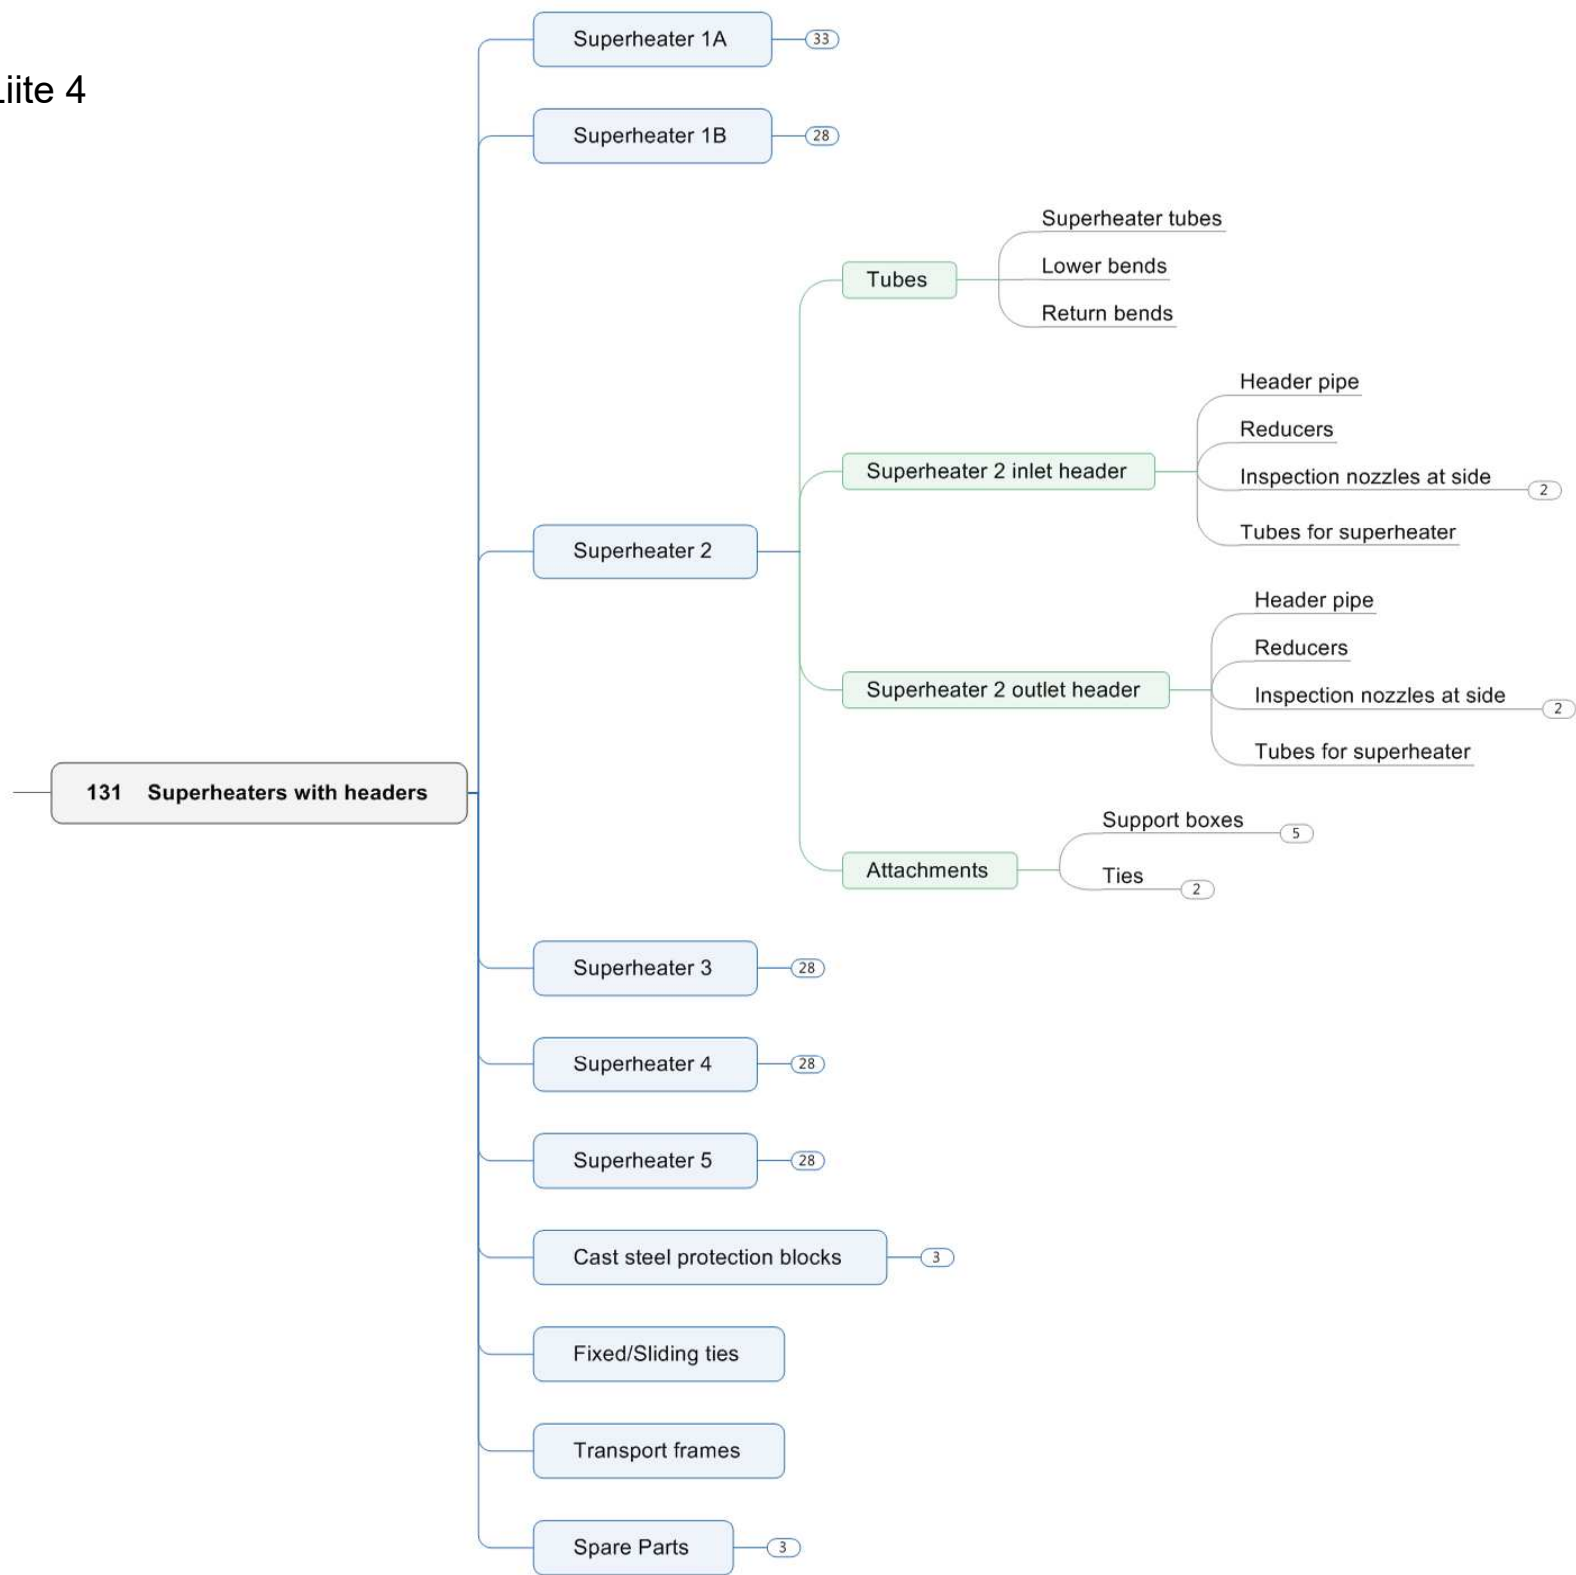 Superheater 1A 33
Liite 4
Superheater 1B 28
Superheater tubes
Tubes
Lower bends
Return bends
Header pipe
Reducers
Superheater 2 inlet header
Inspection nozzles at side 2
Tubes for superheater
Superheater 2
Header pipe
Reducers
Superheater 2 outlet header
Inspection nozzles at side 2
Tubes for superheater
131 Superheaters with headers
Support boxes 5
Attachments
Ties 2
Superheater 3 28
Superheater 4 28
Superheater 5 28
Cast steel protection blocks 3
Fixed/Sliding ties
Transport frames
Spare Parts 3